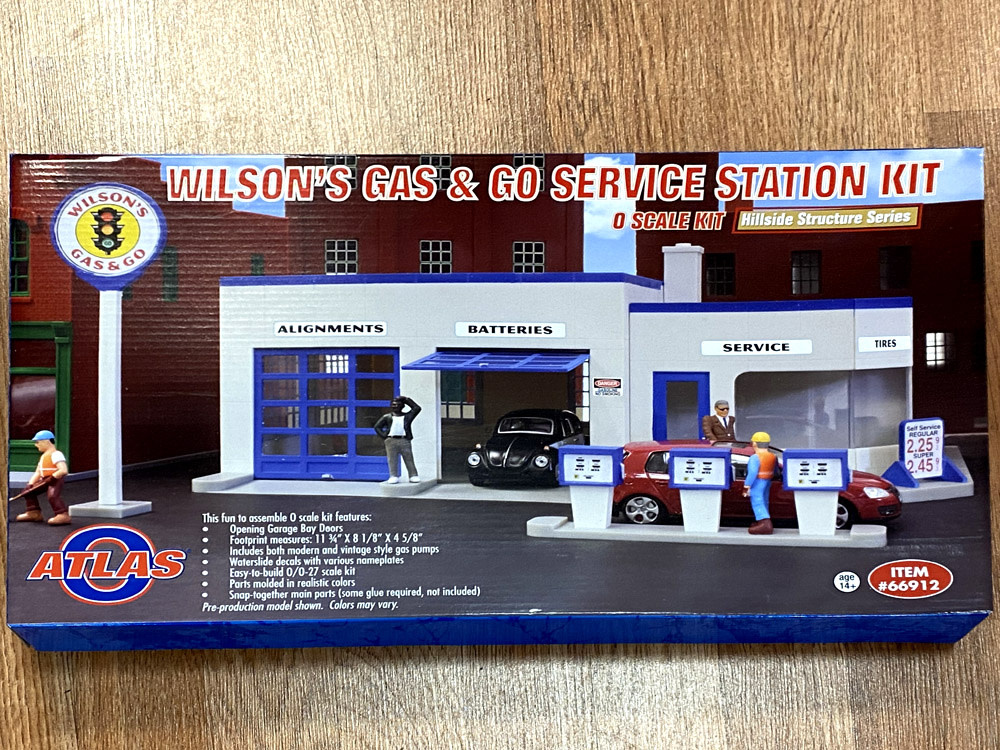 WILSON'S GAS & GO SERVICE STATION KIT
O SCALE KIT Hillside Structure Series
WILSON'S
GAS & GO
ALIGNMENTS
BATTERIES
SERVICE
TIRES
DANGER
NO SMOKING
Self Service
REGULAR
2.25 9
SUPER
2.45 9
ATLAS
O
This fun to assemble O scale kit features:
• Opening Garage Bay Doors
• Footprint measures: 11 ¾" X 8 1/8" X 4 5/8"
• Includes both modern and vintage style gas pumps
• Waterslide decals with various nameplates
• Easy-to-build O/O-27 scale kit
• Parts molded in realistic colors
• Snap-together main parts (some glue required, not included)
Pre-production model shown. Colors may vary.
age
14+
ITEM
#66912